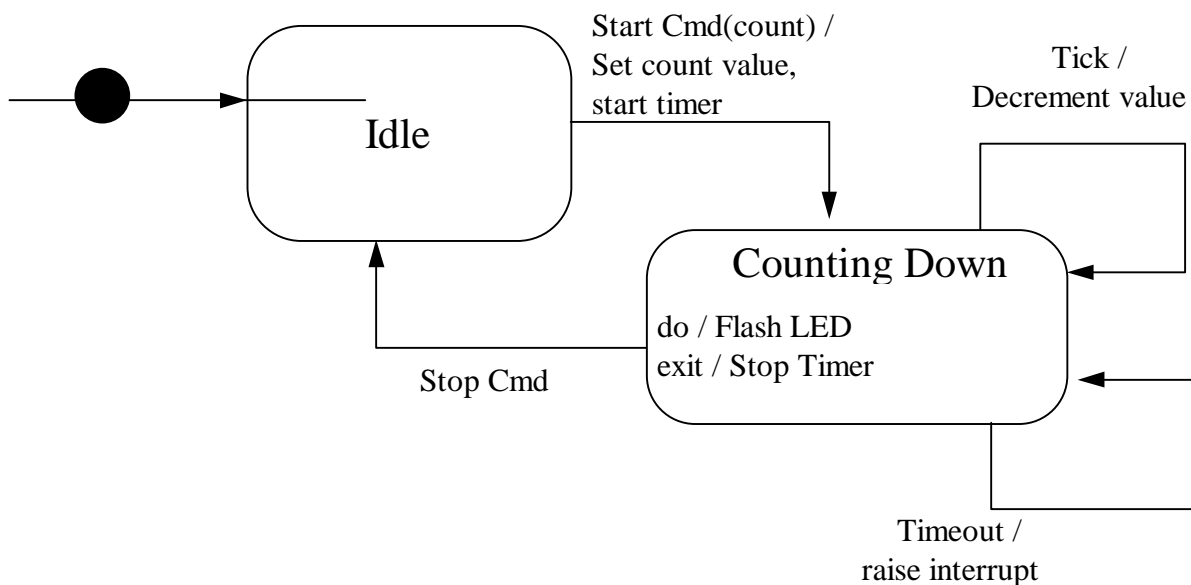 Start Cmd(count) /
Set count value,
start timer
Tick /
Decrement value
Idle
Counting Down
do / Flash LED
exit / Stop Timer
Stop Cmd
Timeout /
raise interrupt